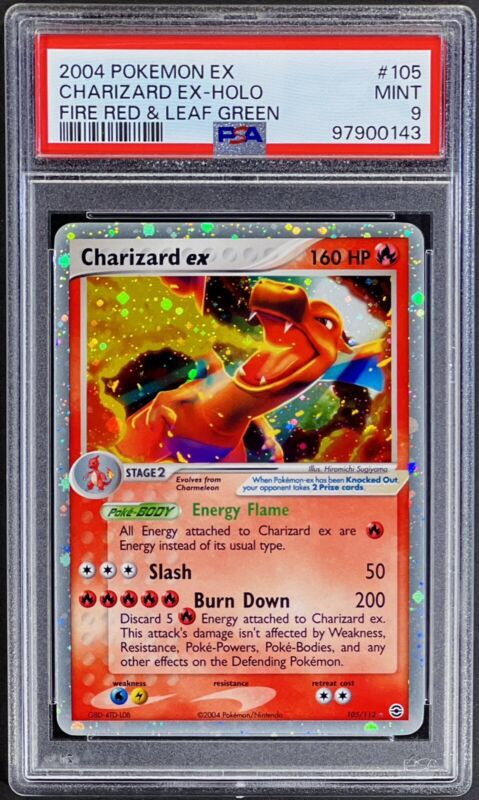 2004 POKEMON EX #105
CHARIZARD EX-HOLO MINT
FIRE RED & LEAF GREEN 9
PSA 97900143
Charizard ex 160 HP
Illus. Hiromichi Sugiyama
STAGE 2 Evolves from Charmeleon
When Pokémon-ex has been Knocked Out,
your opponent takes 2 Prize cards.
Poké-BODY Energy Flame
All Energy attached to Charizard ex are
Energy instead of its usual type.
Slash 50
Burn Down 200
Discard 5 Energy attached to Charizard ex.
This attack's damage isn't affected by Weakness,
Resistance, Poké-Powers, Poké-Bodies, and any
other effects on the Defending Pokémon.
weakness resistance retreat cost
GBD-4TD-L08 ©2004 Pokémon/Nintendo 105/112